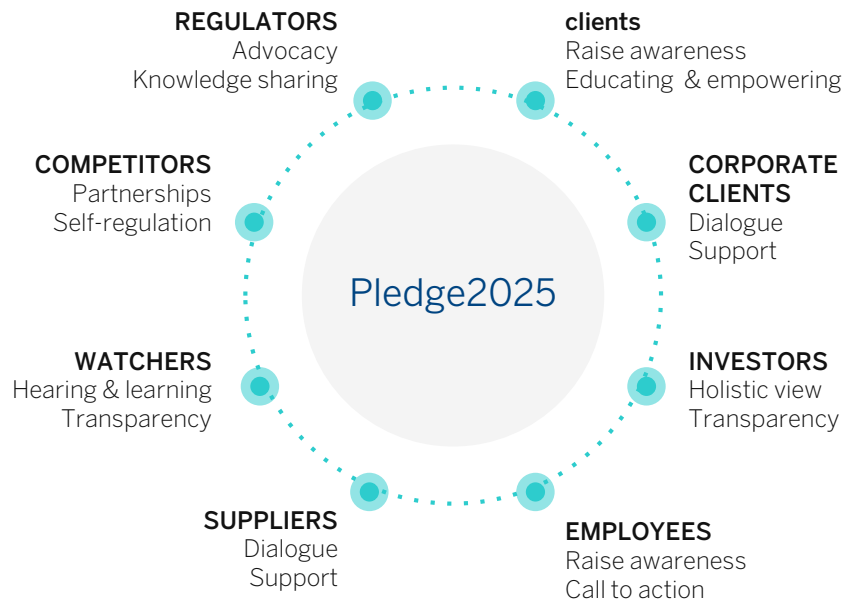 REGULATORS
Advocacy
Knowledge sharing
clients
Raise awareness
Educating & empowering
COMPETITORS
Partnerships
Self-regulation
CORPORATE
CLIENTS
Dialogue
Support
Pledge2025
WATCHERS
Hearing & learning
Transparency
INVESTORS
Holistic view
Transparency
SUPPLIERS
Dialogue
Support
EMPLOYEES
Raise awareness
Call to action